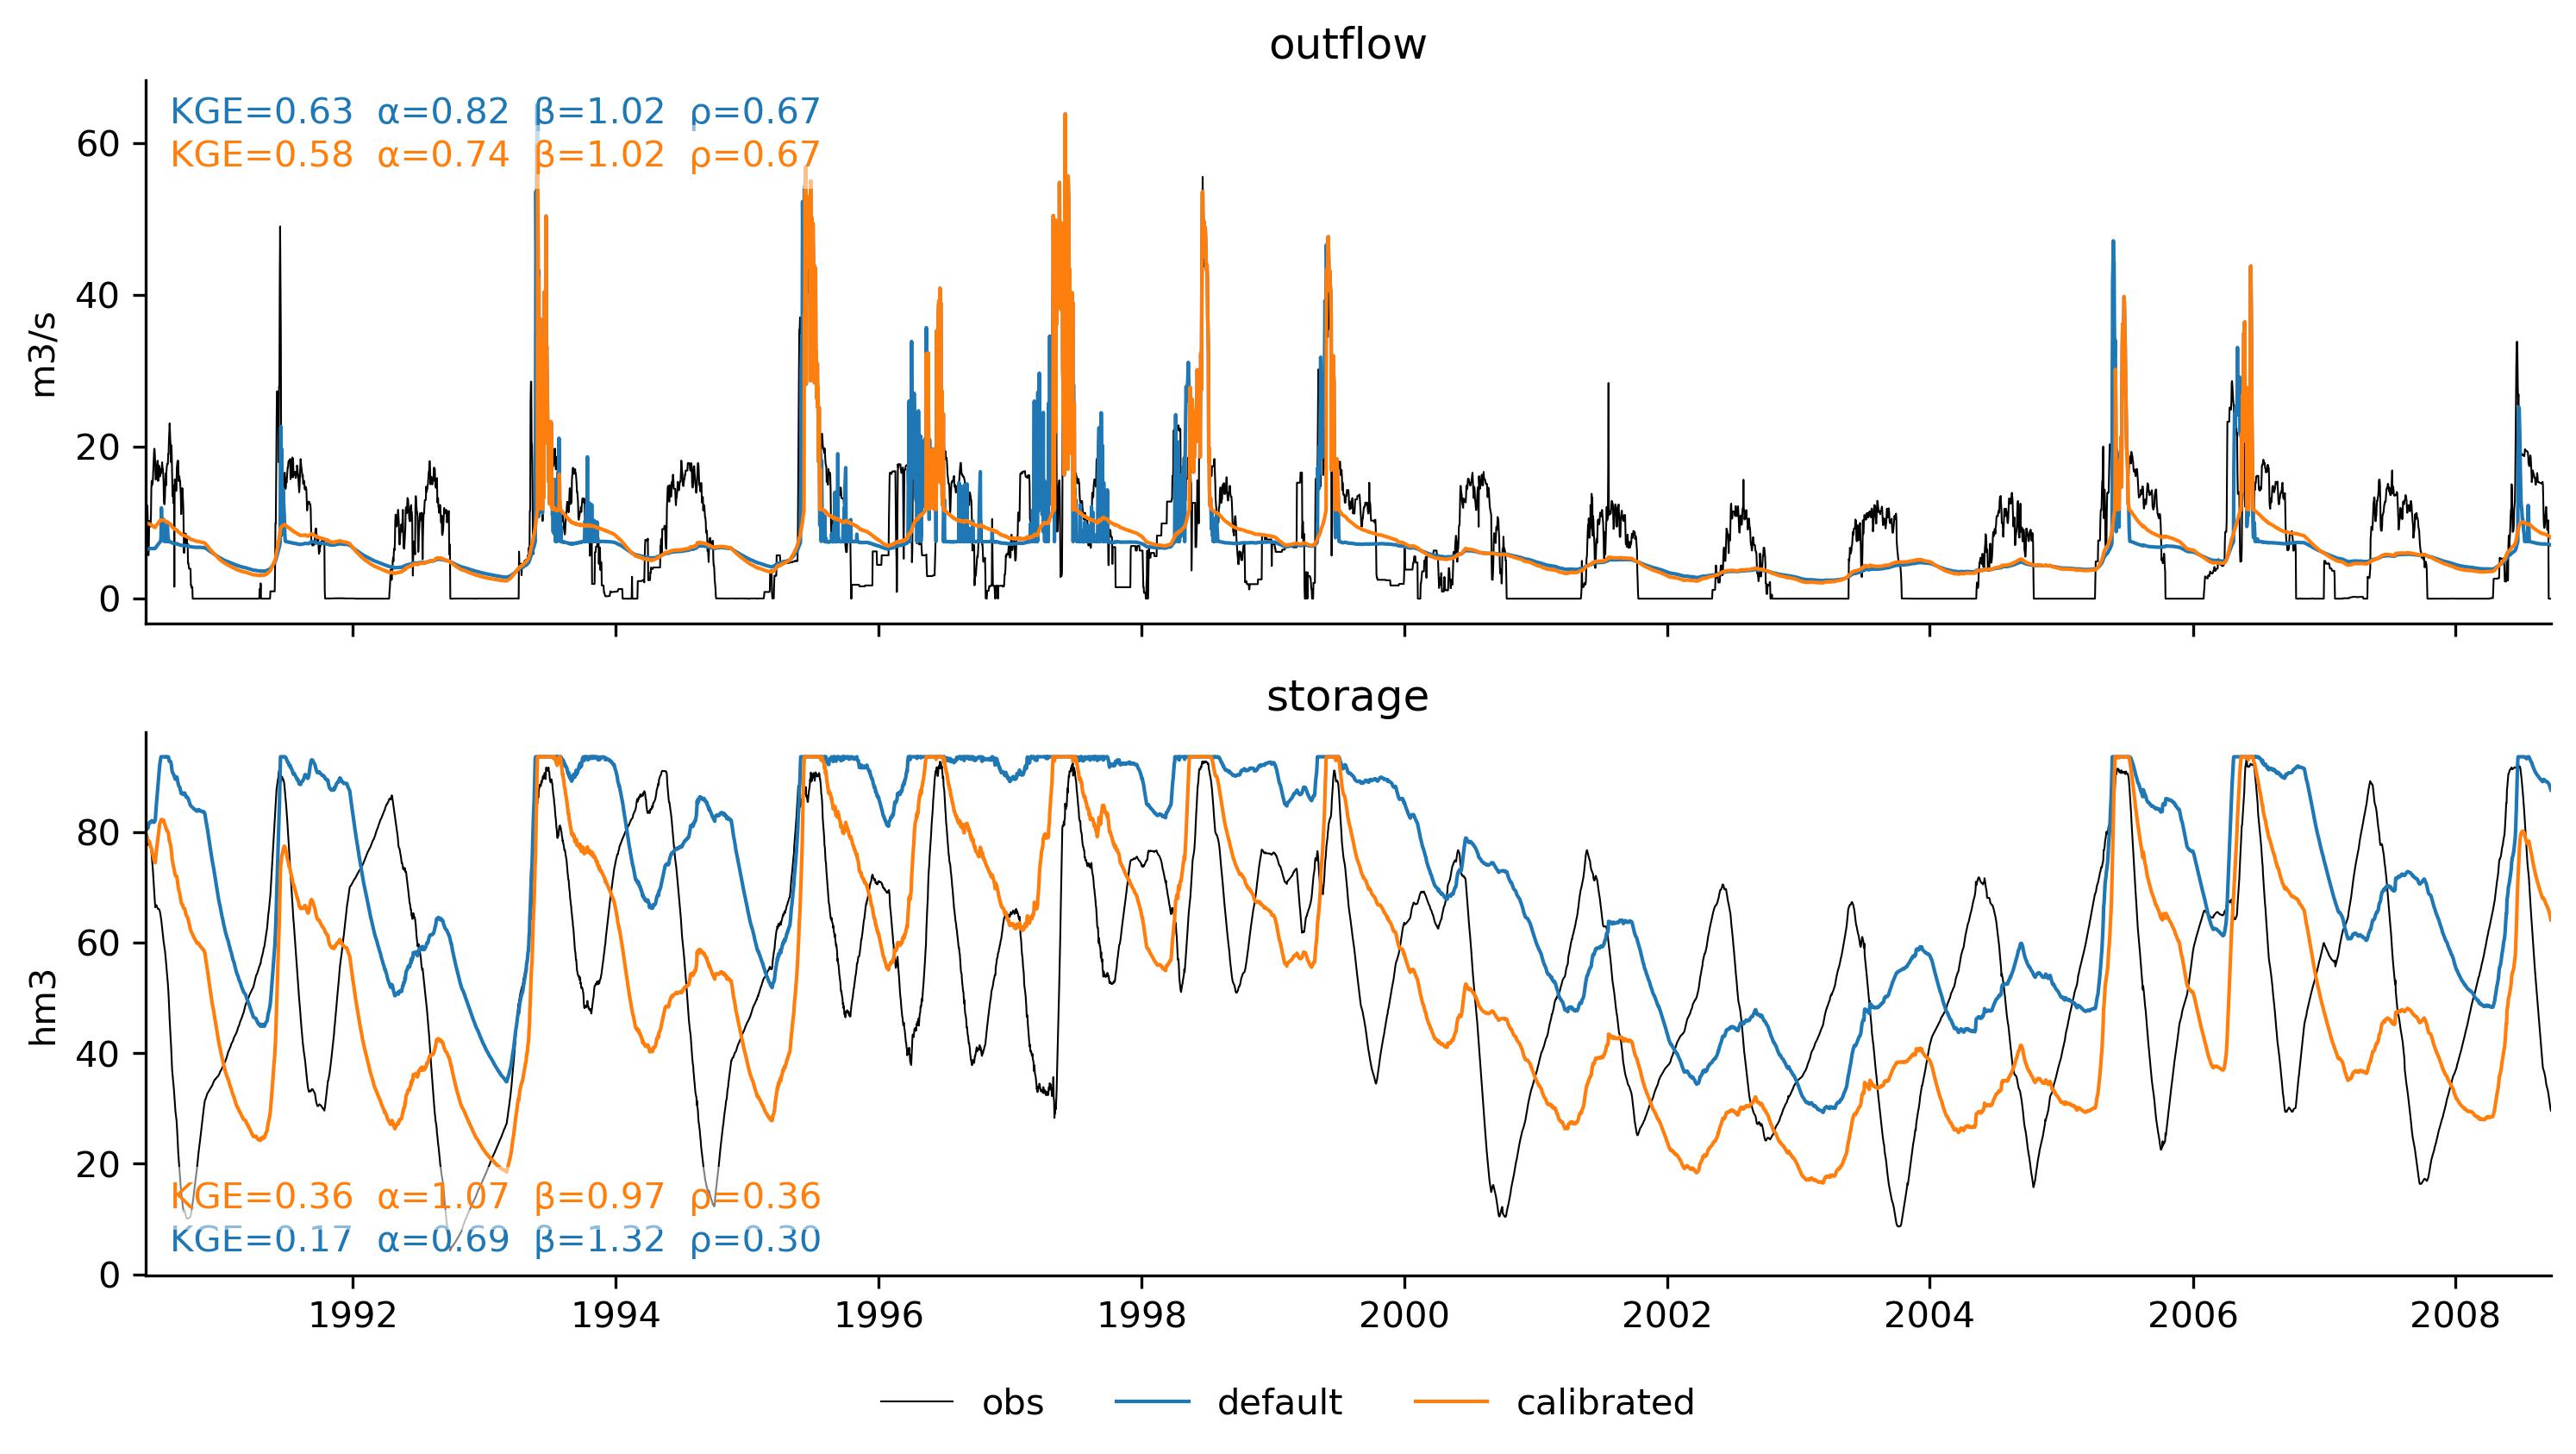 outflow
KGE=0.63 α=0.82 β=1.02 ρ=0.67
KGE=0.58 α=0.74 β=1.02 ρ=0.67
60
40
20
0
m3/s
storage
80
60
40
20
0
hm3
KGE=0.36 α=1.07 β=0.97 ρ=0.36
KGE=0.17 α=0.69 β=1.32 ρ=0.30
1992 1994 1996 1998 2000 2002 2004 2006 2008
obs default calibrated